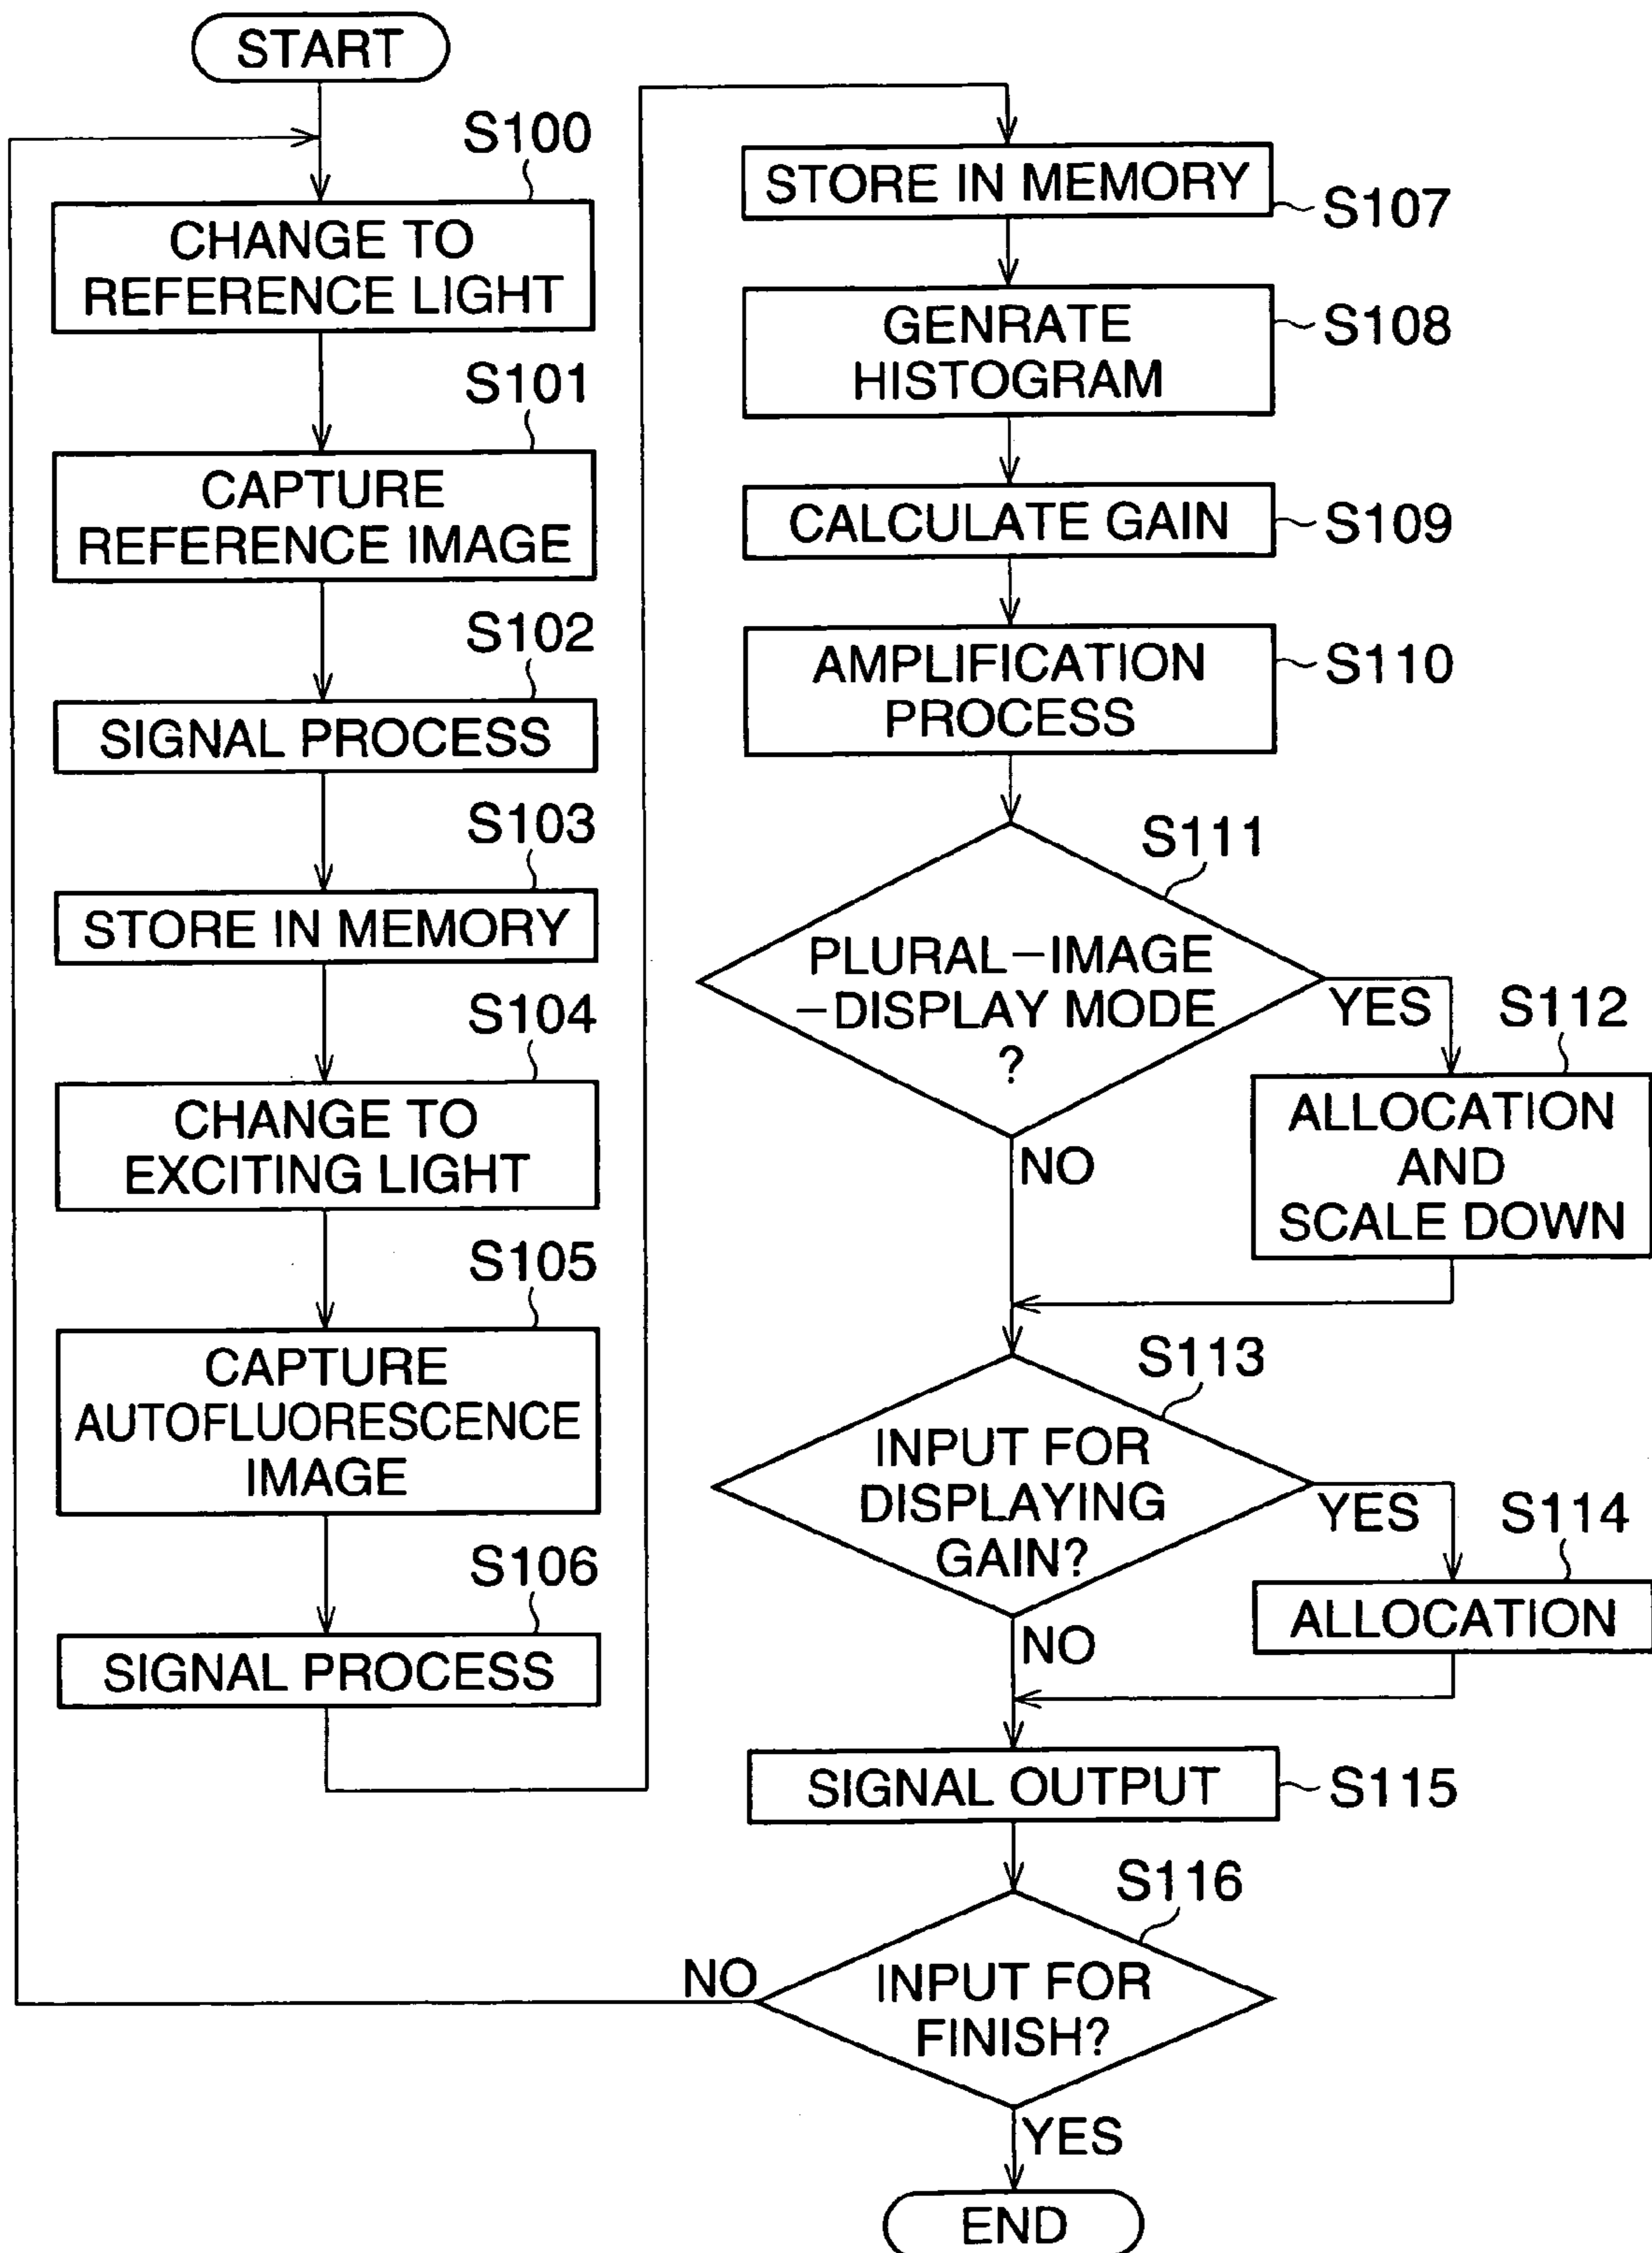 START
S100
CHANGE TO
REFERENCE LIGHT
S101
CAPTURE
REFERENCE IMAGE
S102
SIGNAL PROCESS
S103
STORE IN MEMORY
S104
CHANGE TO
EXCITING LIGHT
S105
CAPTURE
AUTOFLUORESCENCE
IMAGE
S106
SIGNAL PROCESS
STORE IN MEMORY
S107
GENRATE
HISTOGRAM
S108
CALCULATE GAIN
S109
AMPLIFICATION
PROCESS
S110
S111
PLURAL-IMAGE
-DISPLAY MODE
?
YES
NO
S112
ALLOCATION
AND
SCALE DOWN
S113
INPUT FOR
DISPLAYING
GAIN?
YES
NO
S114
ALLOCATION
SIGNAL OUTPUT
S115
S116
INPUT FOR
FINISH?
NO
YES
END